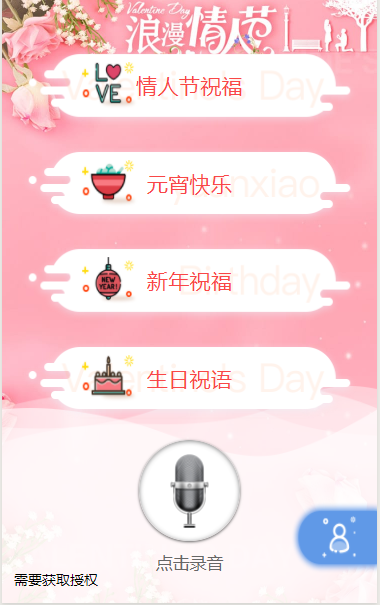 Valentine Day
浪漫情人节
Valentine's Day
LOVE
情人节祝福
yuanxiao
元宵快乐
birthday
NEW YEAR!
新年祝福
Valentine's Day
生日祝语
点击录音
需要获取授权